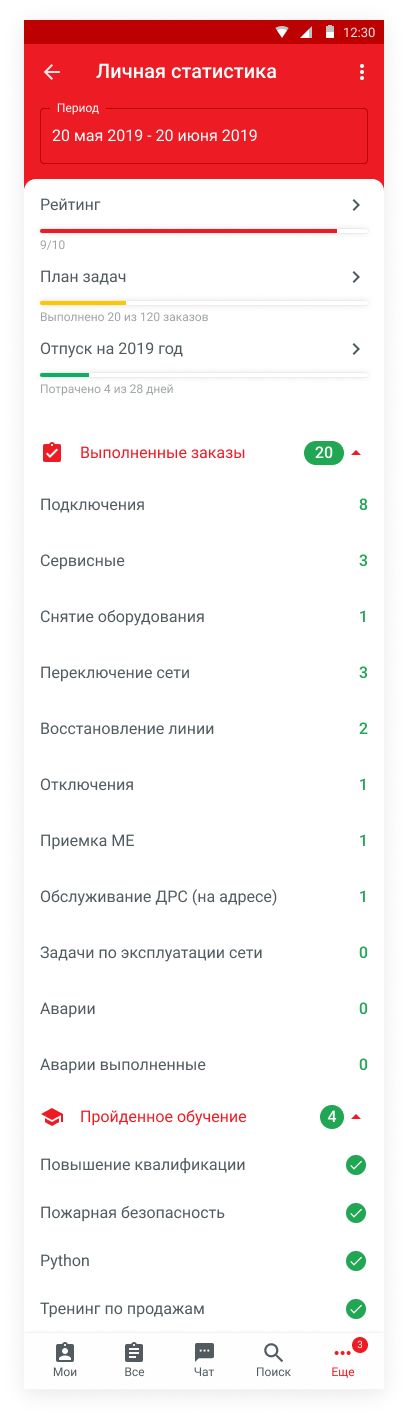 12:30
Личная статистика
Период
20 мая 2019 - 20 июня 2019
Рейтинг
9/10
План задач
Выполнено 20 из 120 заказов
Отпуск на 2019 год
Потрачено 4 из 28 дней
Выполненные заказы 20
Подключения 8
Сервисные 3
Снятие оборудования 1
Переключение сети 3
Восстановление линии 2
Отключения 1
Приемка МЕ 1
Обслуживание ДРС (на адресе) 1
Задачи по эксплуатации сети 0
Аварии 0
Аварии выполненные 0
Пройденное обучение 4
Повышение квалификации
Пожарная безопасность
Python
Тренинг по продажам
3
Мои Все Чат Поиск Еще